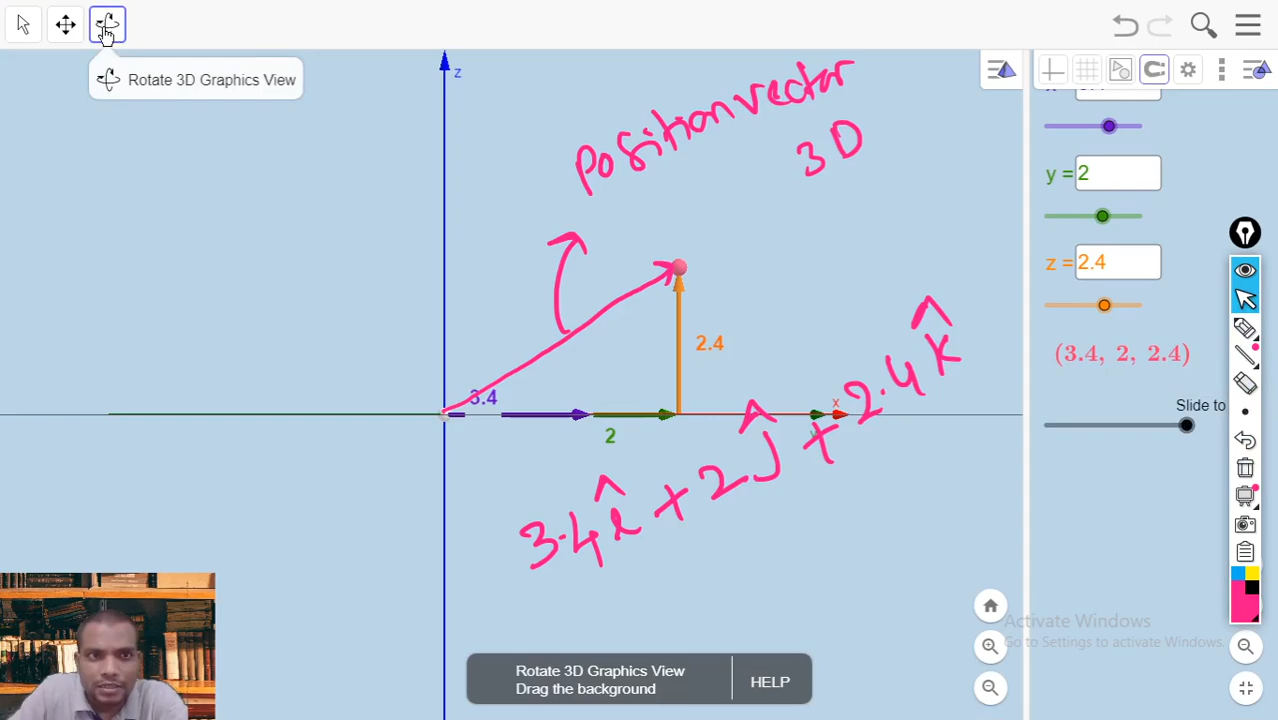 Rotate 3D Graphics View
z
position vector
3D
y = 2
z = 2.4
(3.4, 2, 2.4)
2.4
3.4
x
Slide to
2
3.4î + 2ĵ + 2.4k̂
Activate Windows
Go to Settings to activate Windows.
Rotate 3D Graphics View
Drag the background
HELP